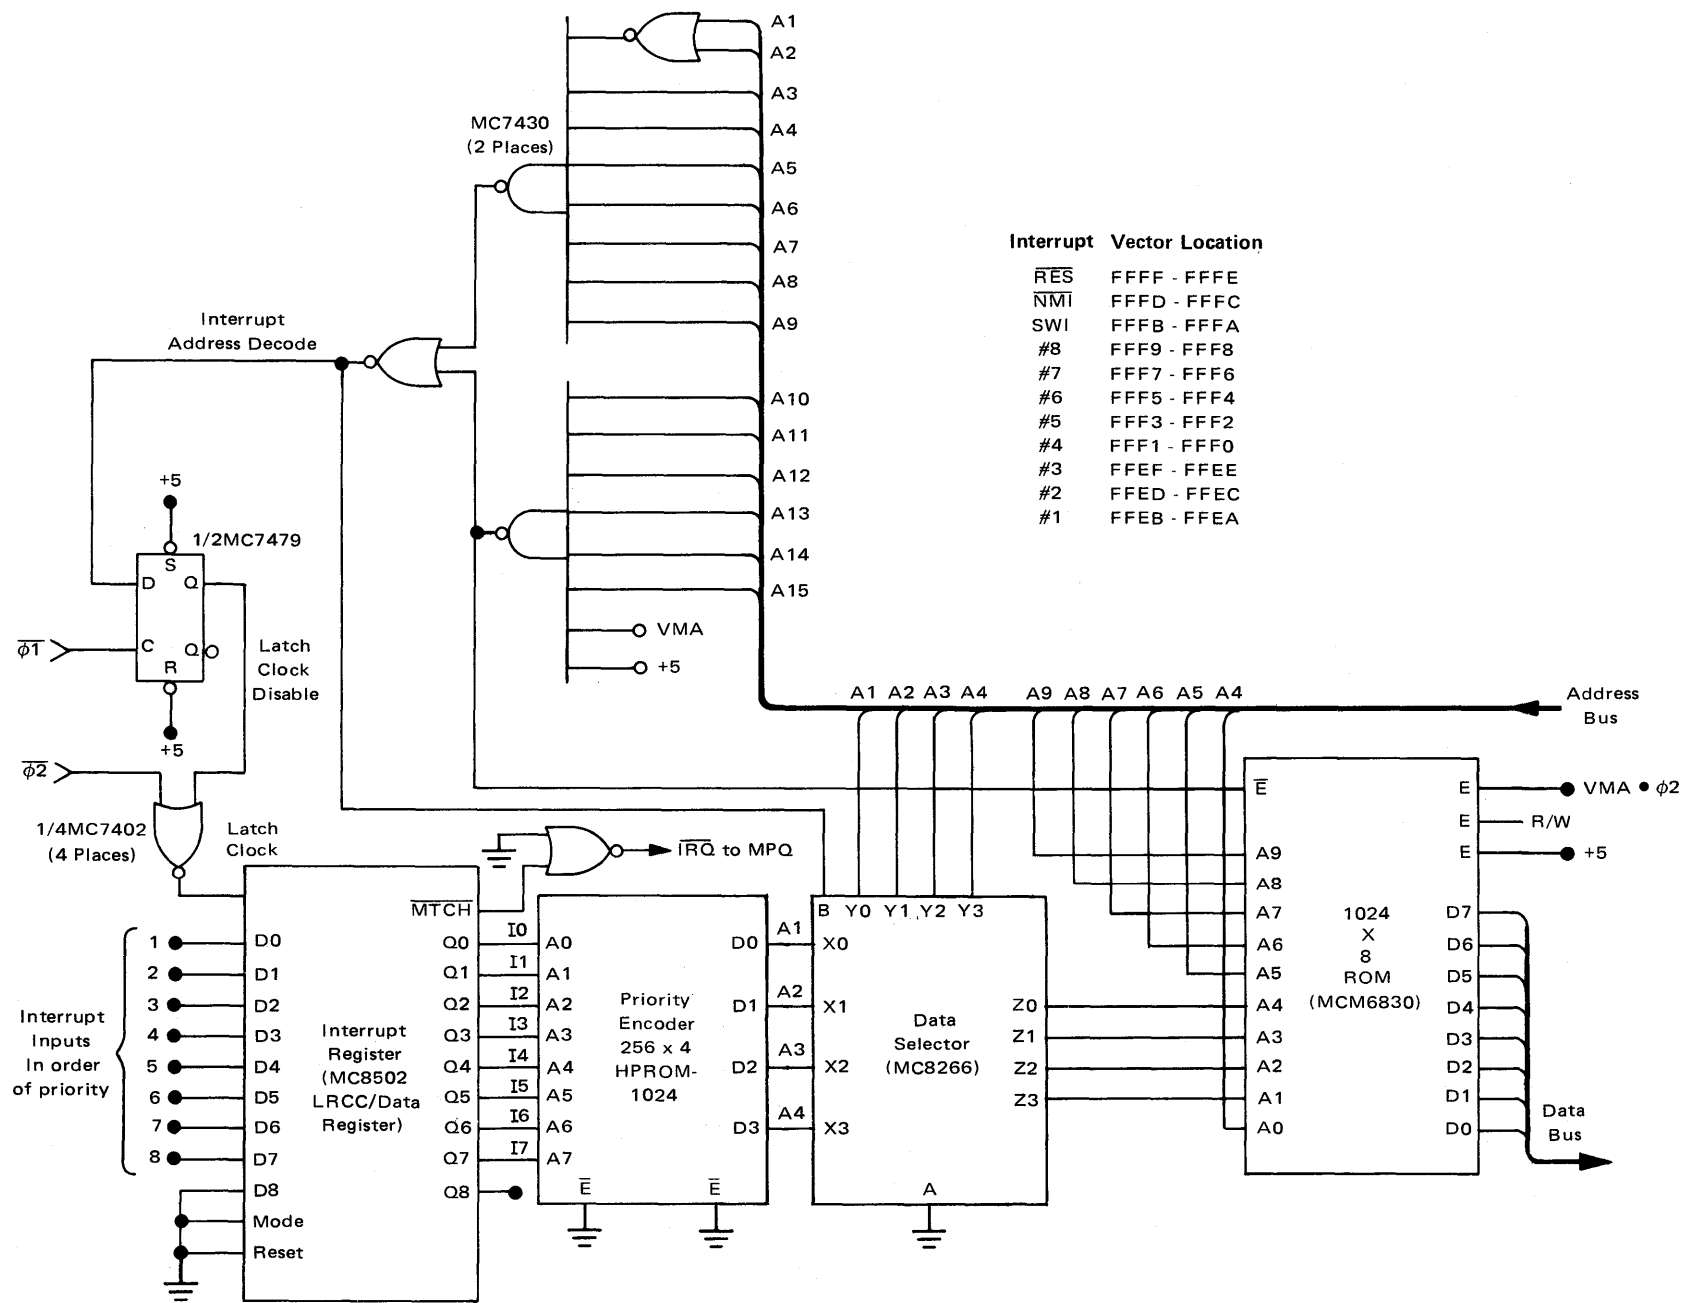 A1
A2
A3
A4
A5
A6
A7
A8
A9
MC7430
(2 Places)
Interrupt
Address Decode
A10
A11
A12
A13
A14
A15
VMA
+5
Interrupt Vector Location
RES FFFF - FFFE
NMI FFFD - FFFC
SWI FFFB - FFFA
#8 FFF9 - FFF8
#7 FFF7 - FFF6
#6 FFF5 - FFF4
#5 FFF3 - FFF2
#4 FFF1 - FFF0
#3 FFEF - FFEE
#2 FFED - FFEC
#1 FFEB - FFEA
+5
1/2MC7479
S
D Q
C Q
R
+5
φ1
Latch
Clock
Disable
φ2
1/4MC7402
(4 Places)
Latch
Clock
A1 A2 A3 A4 A9 A8 A7 A6 A5 A4
Address
Bus
IRQ to MPQ
Interrupt
Inputs
In order
of priority
1
2
3
4
5
6
7
8
D0
D1
D2
D3
D4
D5
D6
D7
D8
Mode
Reset
Interrupt
Register
(MC8502
LRCC/Data
Register)
MTCH
Q0
Q1
Q2
Q3
Q4
Q5
Q6
Q7
Q8
I0
I1
I2
I3
I4
I5
I6
I7
A0
A1
A2
A3
A4
A5
A6
A7
Priority
Encoder
256 x 4
HPROM-
1024
E E
D0
D1
D2
D3
A1
A2
A3
A4
B Y0 Y1 Y2 Y3
X0
X1
X2
X3
Data
Selector
(MC8266)
Z0
Z1
Z2
Z3
A
E
A9
A8
A7
A6
A5
A4
A3
A2
A1
A0
1024
X
8
ROM
(MCM6830)
E
E
E
D7
D6
D5
D4
D3
D2
D1
D0
VMA • φ2
R/W
+5
Data
Bus